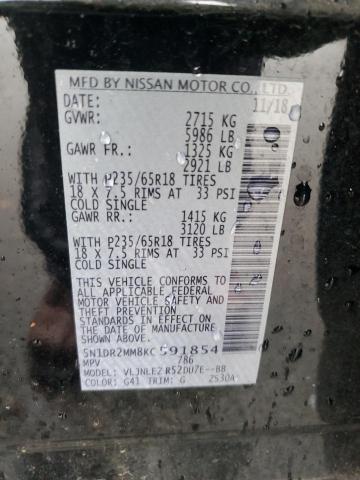 MFD BY NISSAN MOTOR CO., LTD.
DATE: 11/18
GVWR: 2715 KG
5986 LB
GAWR FR.: 1325 KG
2921 LB
WITH P235/65R18 TIRES
18 X 7.5 RIMS AT 33 PSI
COLD SINGLE
GAWR RR.: 1415 KG
3120 LB
WITH P235/65R18 TIRES
18 X 7.5 RIMS AT 33 PSI
COLD SINGLE
THIS VEHICLE CONFORMS TO
ALL APPLICABLE FEDERAL
MOTOR VEHICLE SAFETY AND
THEFT PREVENTION
STANDARDS IN EFFECT ON
THE DATE OF MANUFACTURE
SHOWN ABOVE.
5N1DR2MM8KC591854
MPV 786
MODEL: VLJNLEZ R52DU7E--BB
COLOR: G41 TRIM: G 2530A